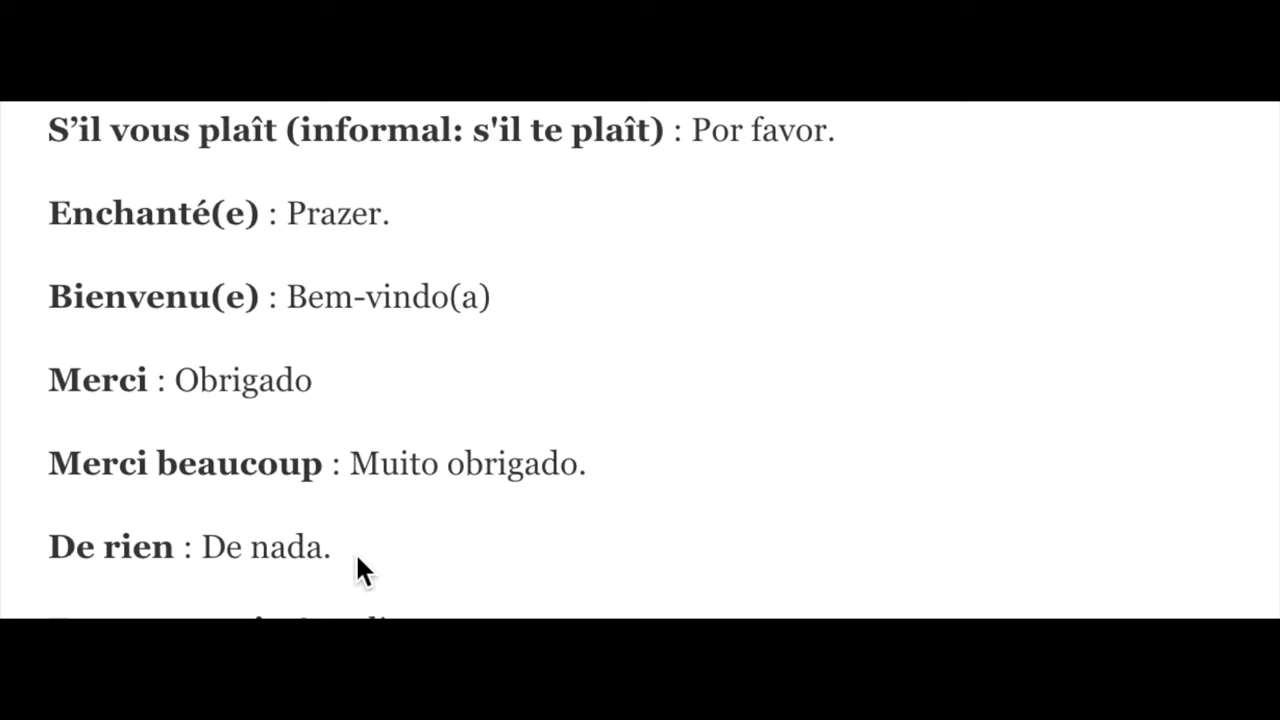 S’il vous plaît (informal: s'il te plaît) : Por favor.
Enchanté(e) : Prazer.
Bienvenu(e) : Bem-vindo(a)
Merci : Obrigado
Merci beaucoup : Muito obrigado.
De rien : De nada.